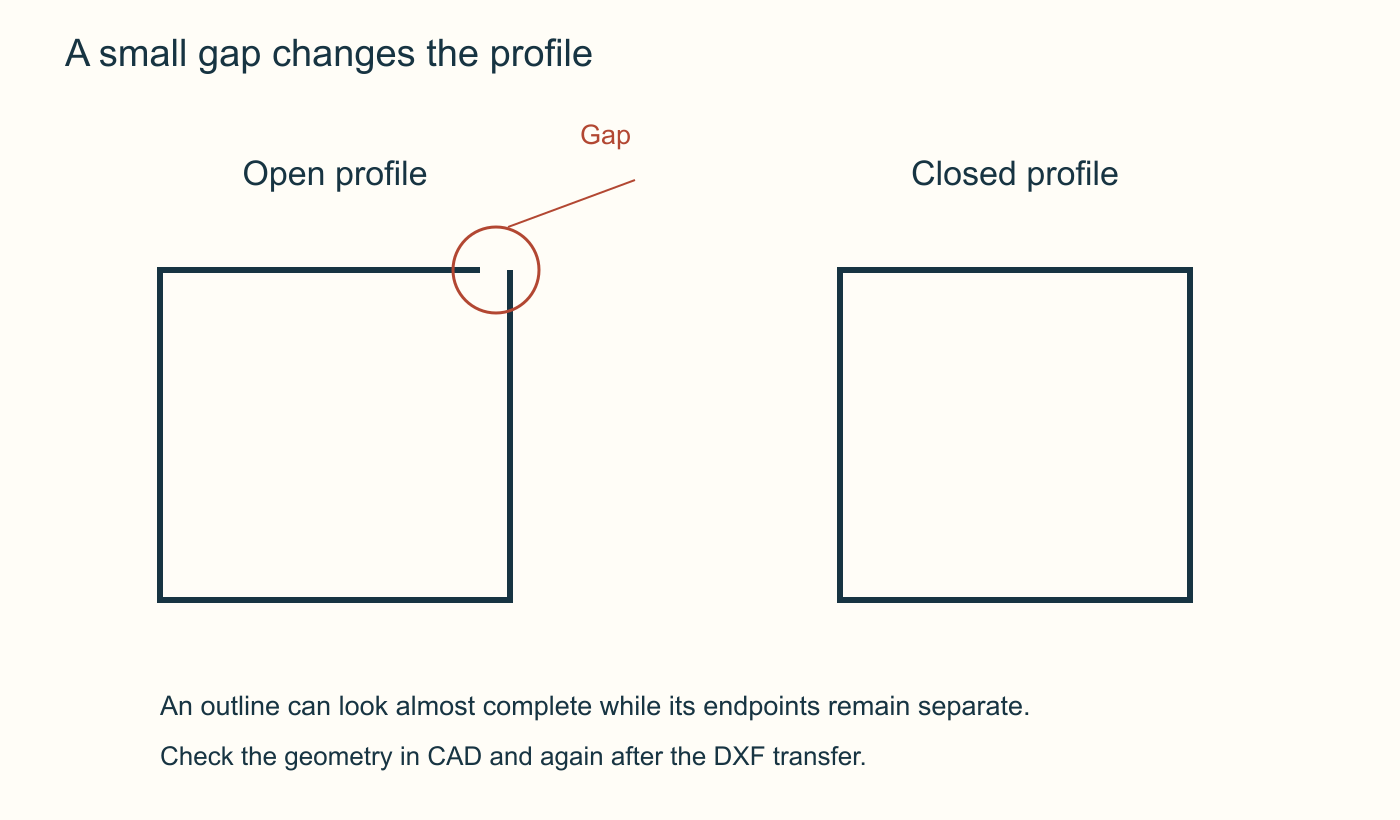 A small gap changes the profile
Gap
Open profile
Closed profile
An outline can look almost complete while its endpoints remain separate.
Check the geometry in CAD and again after the DXF transfer.